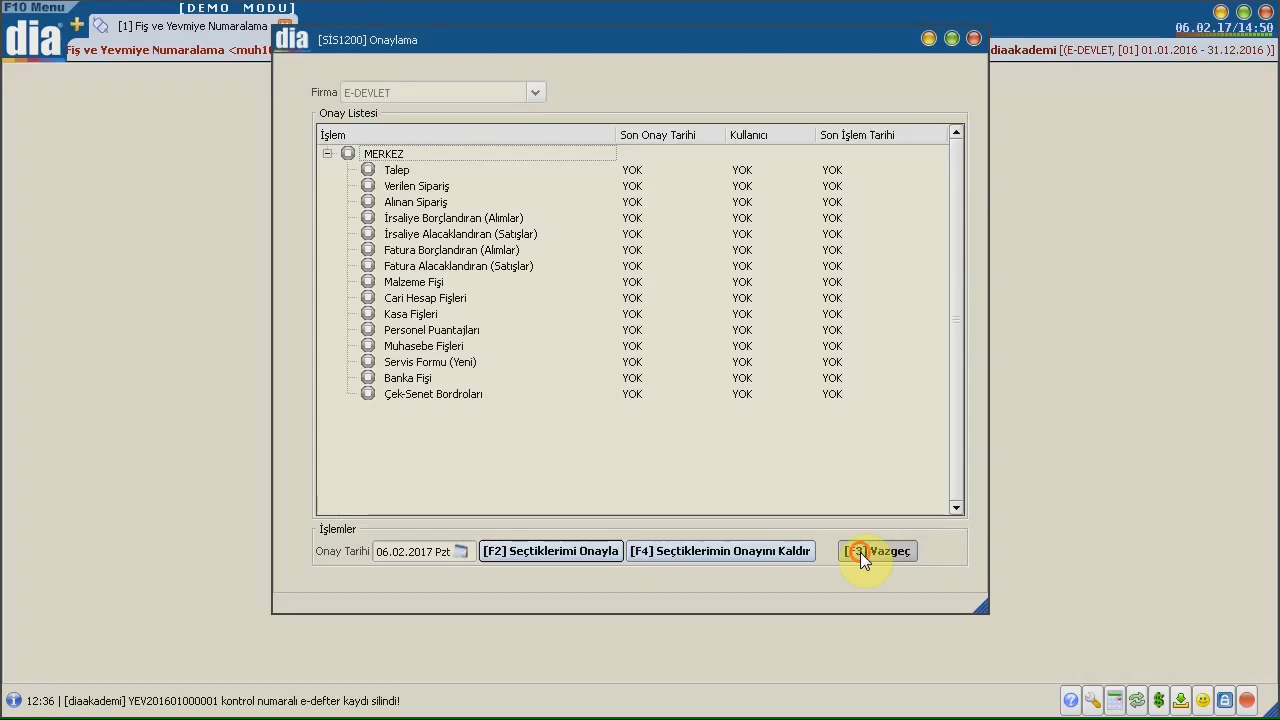 F10 Menu
[DEMO MODU]
[1] Fiş ve Yevmiye Numaralama
06.02.17/14:50
dia
Fiş ve Yevmiye Numaralama <muh10
diaakademi [(E-DEVLET, [01] 01.01.2016 - 31.12.2016 )]
dia [SİS1200] Onaylama
Firma E-DEVLET
Onay Listesi
İşlem Son Onay Tarihi Kullanıcı Son İşlem Tarihi
MERKEZ
Talep YOK YOK YOK
Verilen Sipariş YOK YOK YOK
Alınan Sipariş YOK YOK YOK
İrsaliye Borçlandıran (Alımlar) YOK YOK YOK
İrsaliye Alacaklandıran (Satışlar) YOK YOK YOK
Fatura Borçlandıran (Alımlar) YOK YOK YOK
Fatura Alacaklandıran (Satışlar) YOK YOK YOK
Malzeme Fişi YOK YOK YOK
Cari Hesap Fişleri YOK YOK YOK
Kasa Fişleri YOK YOK YOK
Personel Puantajları YOK YOK YOK
Muhasebe Fişleri YOK YOK YOK
Servis Formu (Yeni) YOK YOK YOK
Banka Fişi YOK YOK YOK
Çek-Senet Bordroları YOK YOK YOK
İşlemler
Onay Tarihi 06.02.2017 Pzt [F2] Seçtiklerimi Onayla [F4] Seçtiklerimin Onayını Kaldır [F3] Vazgeç
12:36 | [diaakademi] YEV201601000001 kontrol numaralı e-defter kaydı silindi!